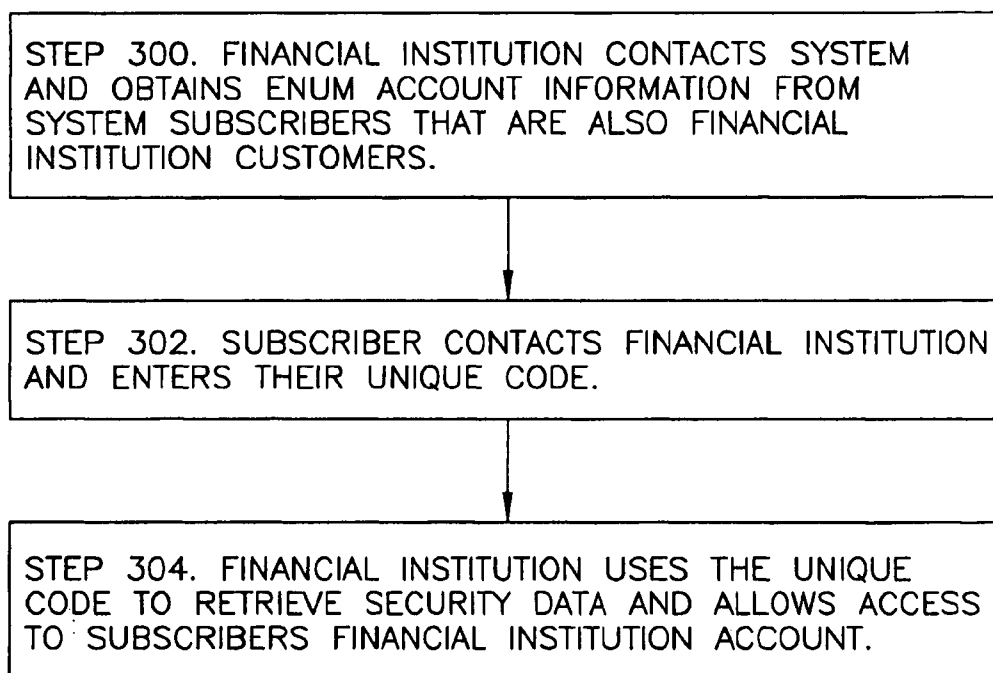 STEP 300. FINANCIAL INSTITUTION CONTACTS SYSTEM
AND OBTAINS ENUM ACCOUNT INFORMATION FROM
SYSTEM SUBSCRIBERS THAT ARE ALSO FINANCIAL
INSTITUTION CUSTOMERS.
STEP 302. SUBSCRIBER CONTACTS FINANCIAL INSTITUTION
AND ENTERS THEIR UNIQUE CODE.
STEP 304. FINANCIAL INSTITUTION USES THE UNIQUE
CODE TO RETRIEVE SECURITY DATA AND ALLOWS ACCESS
TO SUBSCRIBERS FINANCIAL INSTITUTION ACCOUNT.